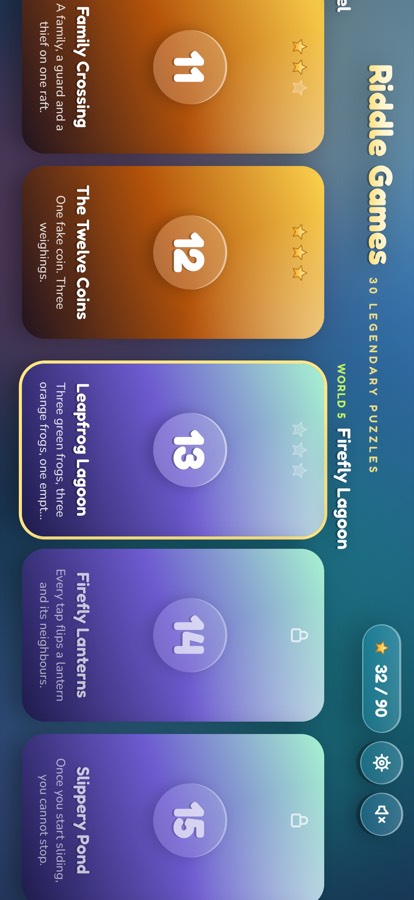 Riddle Games 30 LEGENDARY PUZZLES
32 / 90
el
WORLD 5 Firefly Lagoon
11
Family Crossing
A family, a guard and a
thief on one raft.
12
The Twelve Coins
One fake coin. Three
weighings.
13
Leapfrog Lagoon
Three green frogs, three
orange frogs, one empt...
14
Firefly Lanterns
Every tap flips a lantern
and its neighbours.
15
Slippery Pond
Once you start sliding,
you cannot stop.